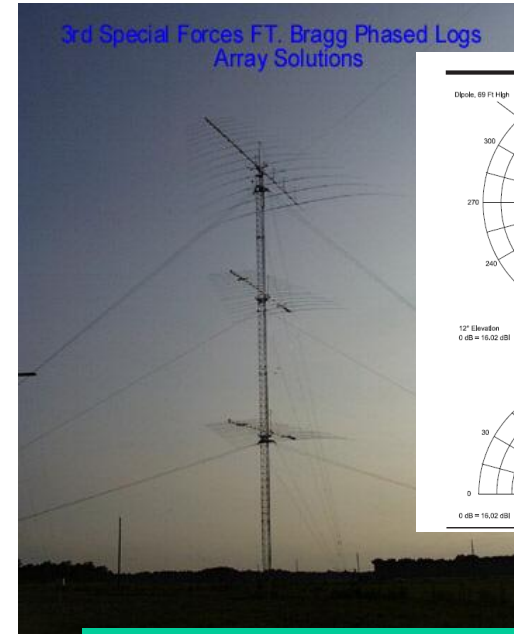 3rd Special Forces FT. Bragg Phased Logs
Array Solutions
Dipole, 69 Ft High
300
270
240
12° Elevation
0 dB = 16.02 dBi
30
0
0 dB = 16.02 dBi